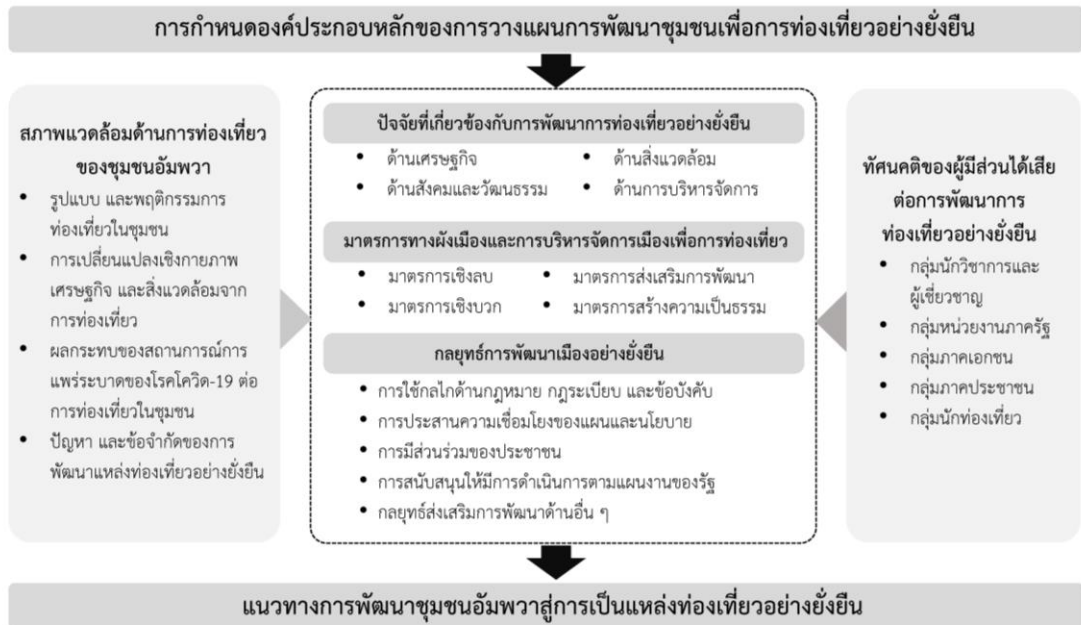 การกำหนดองค์ประกอบหลักของการวางแผนการพัฒนาชุมชนเพื่อการท่องเที่ยวอย่างยั่งยืน
สภาพแวดล้อมด้านการท่องเที่ยว
ของชุมชนอัมพวา
• รูปแบบ และพฤติกรรมการ
ท่องเที่ยวในชุมชน
• การเปลี่ยนแปลงเชิงกายภาพ
เศรษฐกิจ และสิ่งแวดล้อมจาก
การท่องเที่ยว
• ผลกระทบของสถานการณ์การ
แพร่ระบาดของโรคโควิด-19 ต่อ
การท่องเที่ยวในชุมชน
• ปัญหา และข้อจำกัดของการ
พัฒนาแหล่งท่องเที่ยวอย่างยั่งยืน
ปัจจัยที่เกี่ยวข้องกับการพัฒนาการท่องเที่ยวอย่างยั่งยืน
• ด้านเศรษฐกิจ • ด้านสิ่งแวดล้อม
• ด้านสังคมและวัฒนธรรม • ด้านการบริหารจัดการ
มาตรการทางผังเมืองและการบริหารจัดการเมืองเพื่อการท่องเที่ยว
• มาตรการเชิงลบ • มาตรการส่งเสริมการพัฒนา
• มาตรการเชิงบวก • มาตรการสร้างความเป็นธรรม
กลยุทธ์การพัฒนาเมืองอย่างยั่งยืน
• การใช้กลไกด้านกฎหมาย กฎระเบียบ และข้อบังคับ
• การประสานความเชื่อมโยงของแผนและนโยบาย
• การมีส่วนร่วมของประชาชน
• การสนับสนุนให้มีการดำเนินการตามแผนงานของรัฐ
• กลยุทธ์ส่งเสริมการพัฒนาด้านอื่น ๆ
ทัศนคติของผู้มีส่วนได้เสีย
ต่อการพัฒนาการ
ท่องเที่ยวอย่างยั่งยืน
• กลุ่มนักวิชาการและ
ผู้เชี่ยวชาญ
• กลุ่มหน่วยงานภาครัฐ
• กลุ่มภาคเอกชน
• กลุ่มภาคประชาชน
• กลุ่มนักท่องเที่ยว
แนวทางการพัฒนาชุมชนอัมพวาสู่การเป็นแหล่งท่องเที่ยวอย่างยั่งยืน